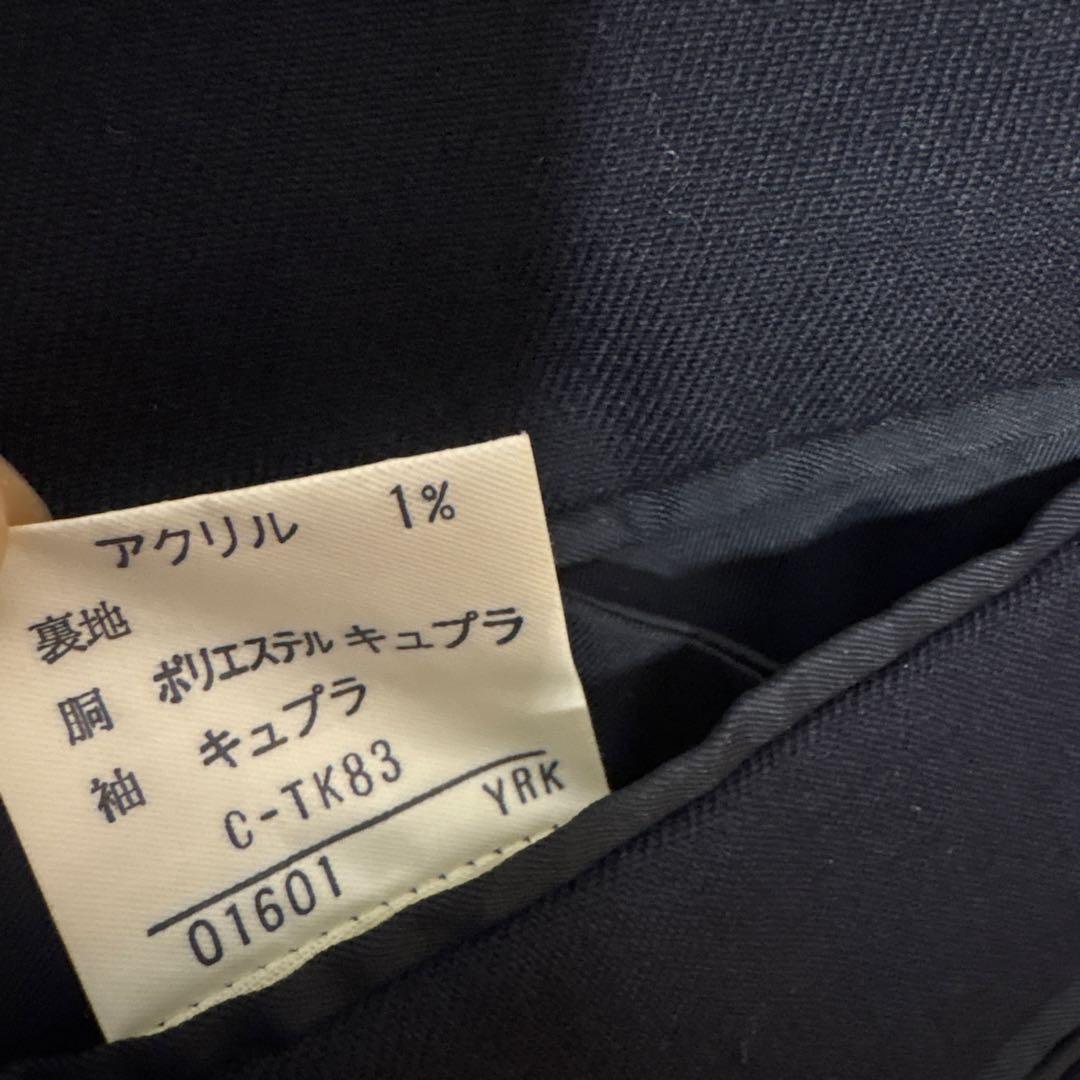 アクリル 1%
裏地
胴 ポリエステル キュプラ
袖 キュプラ
C-TK83
01601 YRK